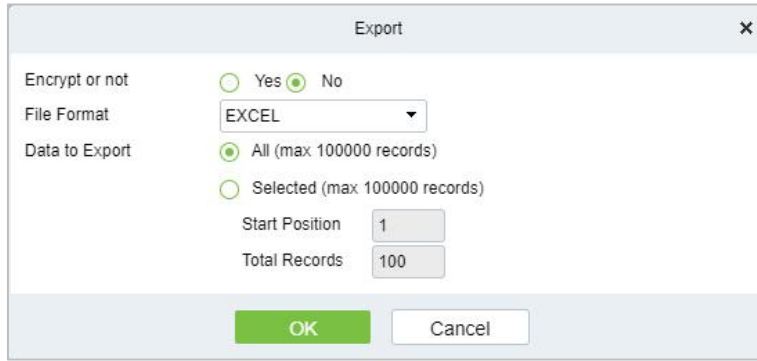 Export
Encrypt or not Yes No
File Format EXCEL
Data to Export All (max 100000 records)
Selected (max 100000 records)
Start Position 1
Total Records 100
OK Cancel